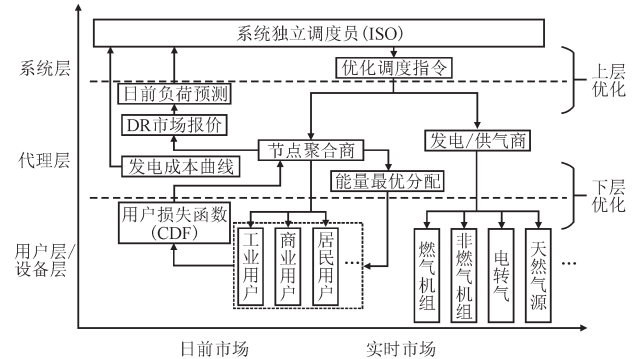 系统独立调度员(ISO)
系统层
优化调度指令
上层
优化
日前负荷预测
DR市场报价
发电/供气商
节点聚合商
代理层
发电成本曲线
能量最优分配
下层
优化
用户损失函数
(CDF)
用户层/
设备层
工业用户
商业用户
居民用户
···
燃气机组
非燃气机组
电转气
天然气源
···
日前市场
实时市场